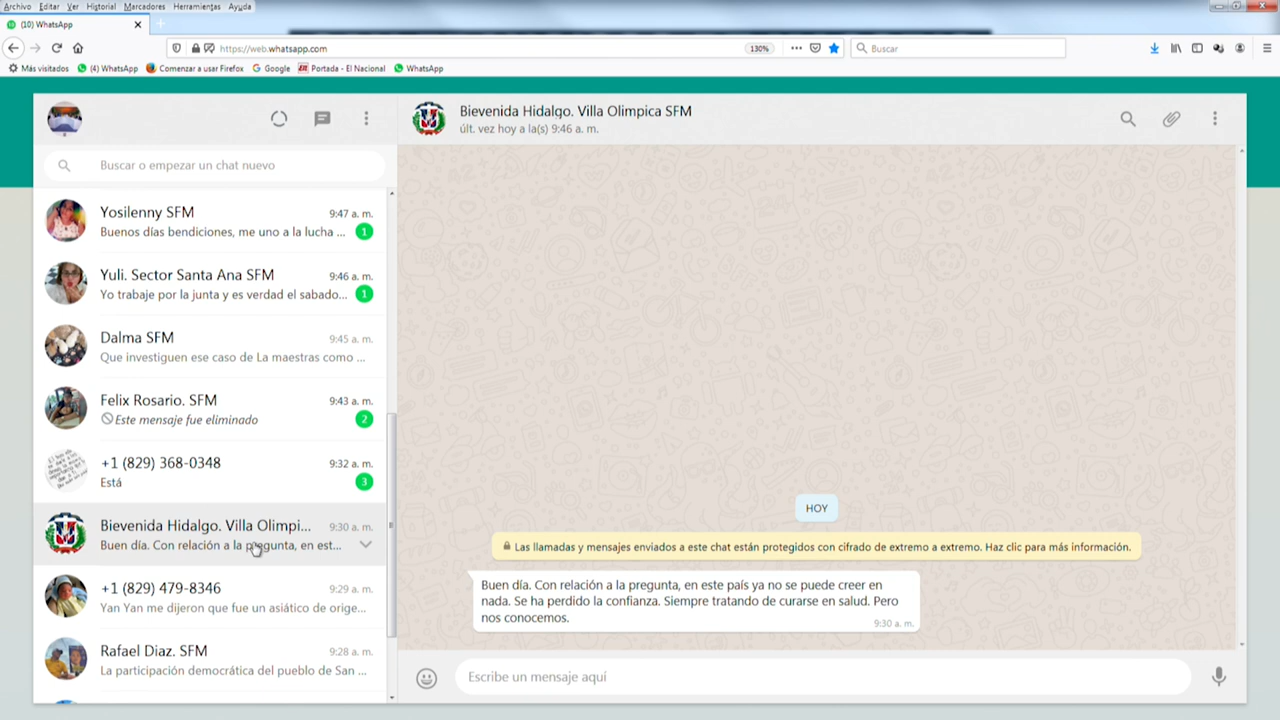 Archivo Editar Ver Historial Marcadores Herramientas Ayuda
(10) WhatsApp
https://web.whatsapp.com
130%
Buscar
Más visitados
(4) WhatsApp
Comenzar a usar Firefox
Google
Portada - El Nacional
WhatsApp
Buscar o empezar un chat nuevo
Yosilenny SFM
9:47 a. m.
Buenos días bendiciones, me uno a la lucha ...
1
Yuli. Sector Santa Ana SFM
9:46 a. m.
Yo trabaje por la junta y es verdad el sabado...
1
Dalma SFM
9:45 a. m.
Que investiguen ese caso de La maestras como ...
Felix Rosario. SFM
9:43 a. m.
Este mensaje fue eliminado
2
+1 (829) 368-0348
9:32 a. m.
Está
3
Bievenida Hidalgo. Villa Olimpi...
9:30 a. m.
Buen día. Con relación a la pregunta, en est...
+1 (829) 479-8346
9:29 a. m.
Yan Yan me dijeron que fue un asiático de orige...
Rafael Diaz. SFM
9:28 a. m.
La participación democrática del pueblo de San ...
Bievenida Hidalgo. Villa Olimpica SFM
últ. vez hoy a la(s) 9:46 a. m.
HOY
Las llamadas y mensajes enviados a este chat están protegidos con cifrado de extremo a extremo. Haz clic para más información.
Buen día. Con relación a la pregunta, en este país ya no se puede creer en
nada. Se ha perdido la confianza. Siempre tratando de curarse en salud. Pero
nos conocemos.
9:30 a. m.
Escribe un mensaje aquí